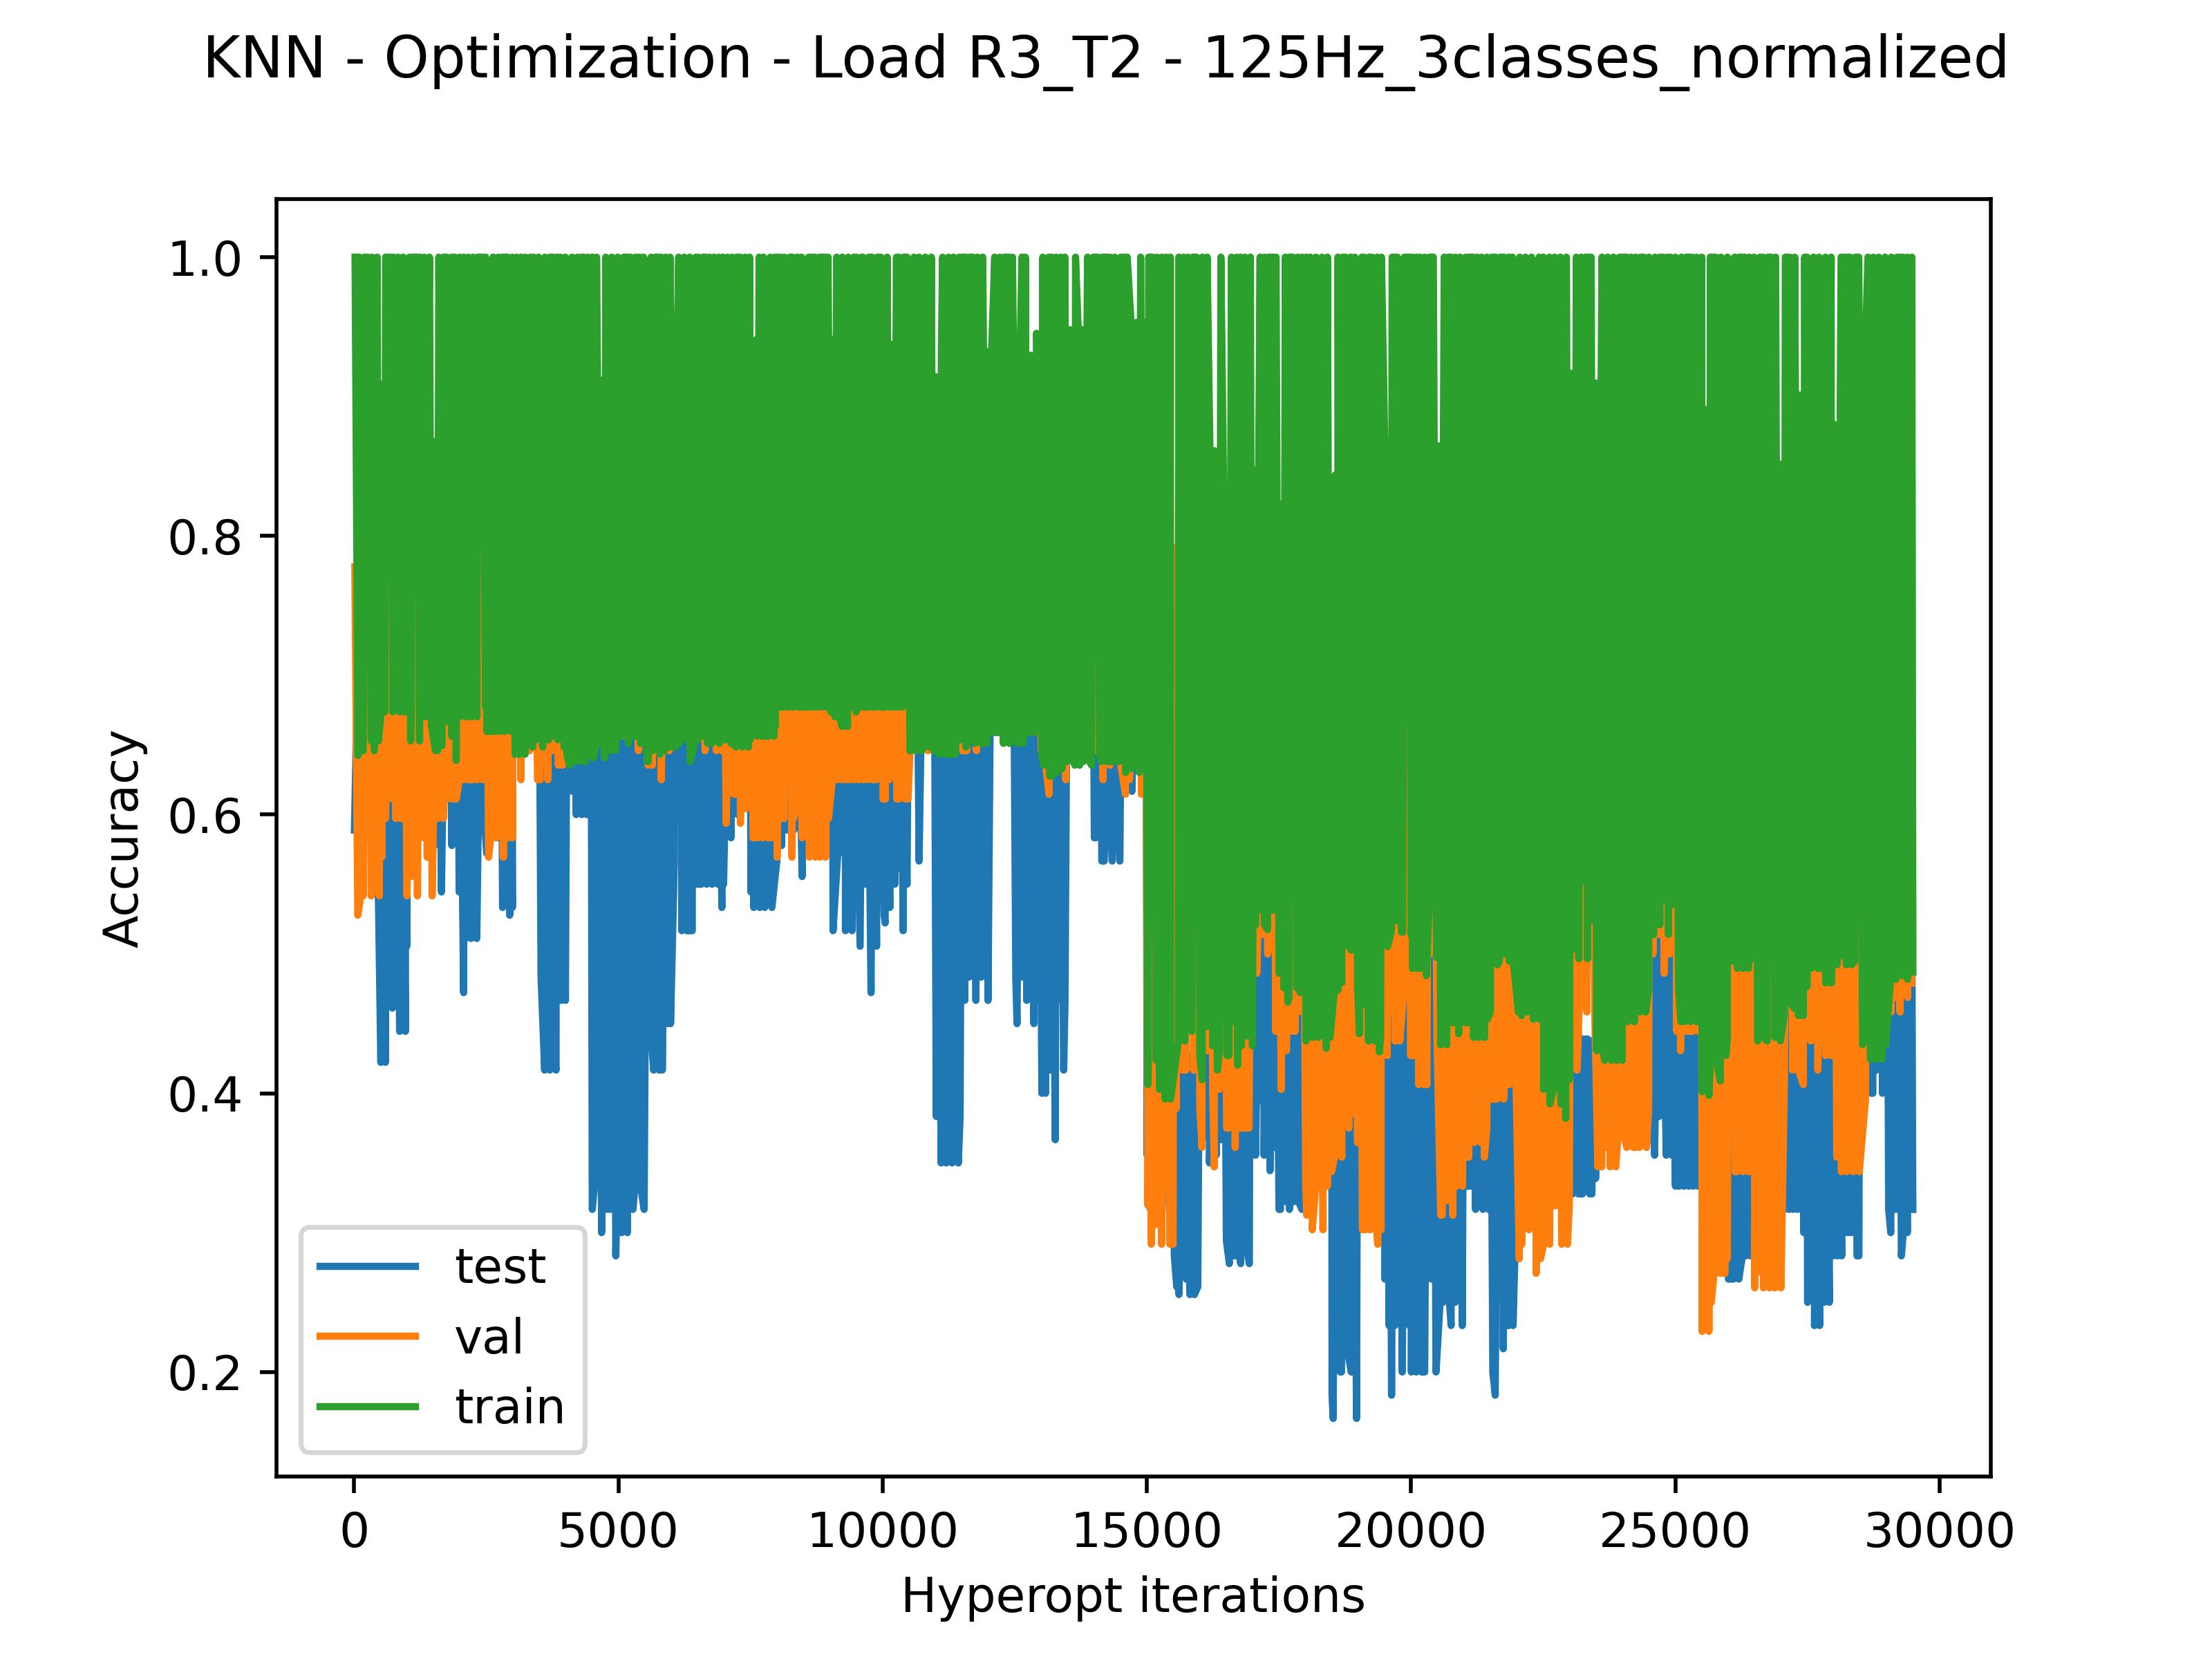 KNN - Optimization - Load R3_T2 - 125Hz_3classes_normalized
1.0
0.8
0.6
0.4
0.2
Accuracy
test
val
train
0 5000 10000 15000 20000 25000 30000
Hyperopt iterations